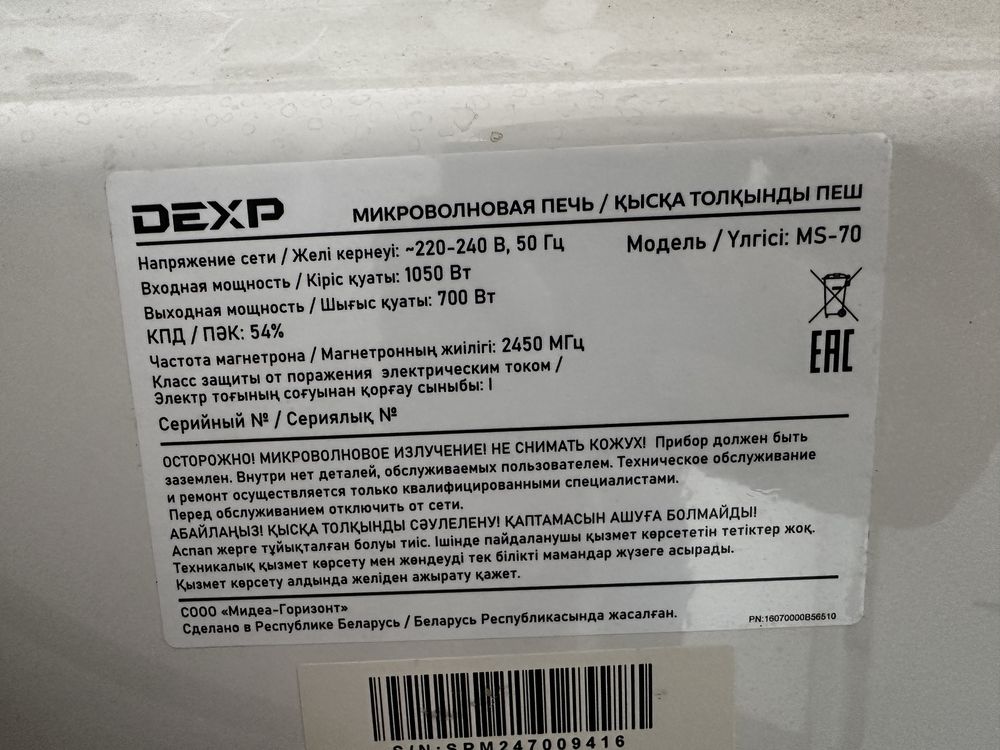 DEXP
МИКРОВОЛНОВАЯ ПЕЧЬ / ҚЫСҚА ТОЛҚЫНДЫ ПЕШ
Напряжение сети / Желі кернеуі: ~220-240 В, 50 Гц
Модель / Үлгісі: MS-70
Входная мощность / Кіріс қуаты: 1050 Вт
Выходная мощность / Шығыс қуаты: 700 Вт
КПД / ПӘК: 54%
Частота магнетрона / Магнетронның жиілігі: 2450 МГц
Класс защиты от поражения электрическим током /
Электр тоғының соғуынан қорғау сыныбы: I
Серийный № / Сериялық №
EAC
ОСТОРОЖНО! МИКРОВОЛНОВОЕ ИЗЛУЧЕНИЕ! НЕ СНИМАТЬ КОЖУХ! Прибор должен быть
заземлен. Внутри нет деталей, обслуживаемых пользователем. Техническое обслуживание
и ремонт осуществляется только квалифицированными специалистами.
Перед обслуживанием отключить от сети.
АБАЙЛАҢЫЗ! ҚЫСҚА ТОЛҚЫНДЫ СӘУЛЕЛЕНУ! ҚАПТАМАСЫН АШУҒА БОЛМАЙДЫ!
Аспап жерге тұйықталған болуы тиіс. Ішінде пайдаланушы қызмет көрсететін тетіктер жоқ.
Техникалық қызмет көрсету мен жөндеуді тек білікті мамандар жүзеге асырады.
Қызмет көрсету алдында желіден ажырату қажет.
СООО «Мидеа-Горизонт»
Сделано в Республике Беларусь / Беларусь Республикасында жасалған.
PN:16070000B56510
S/N:SRM247009416